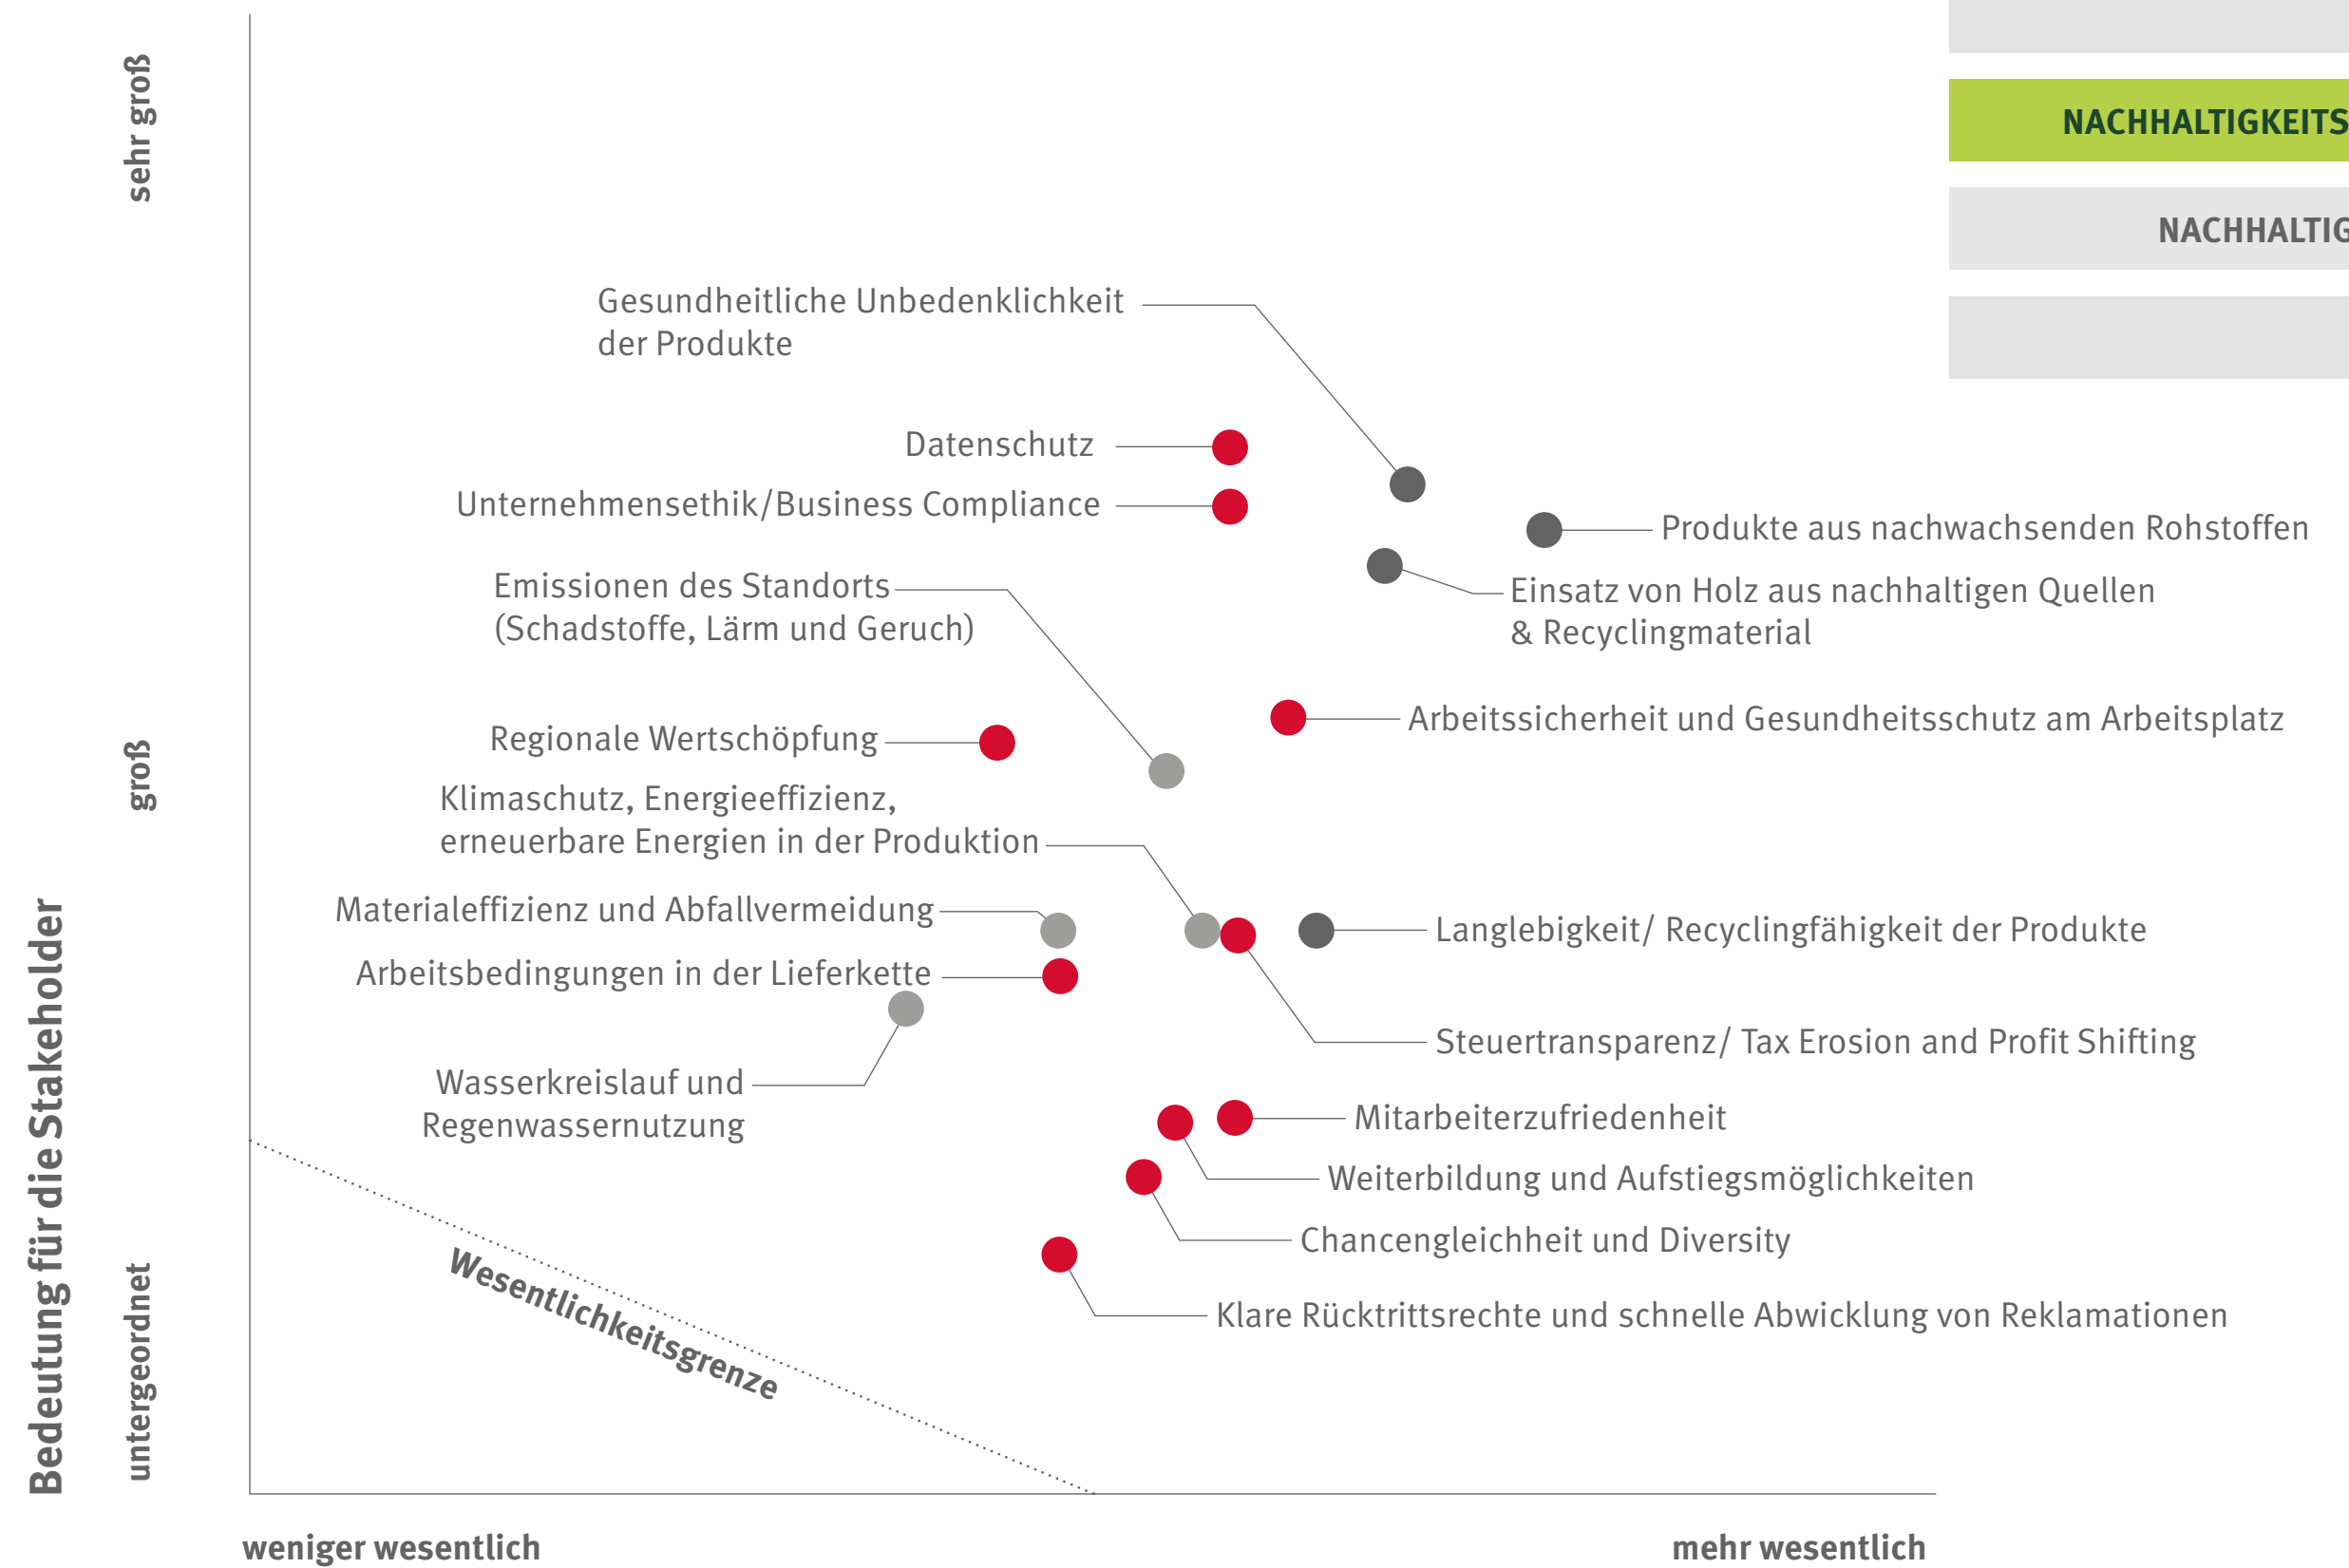 sehr groß
NACHHALTIGKEITS
NACHHALTIG
Gesundheitliche Unbedenklichkeit
der Produkte
Datenschutz
Unternehmensethik/Business Compliance
Produkte aus nachwachsenden Rohstoffen
Emissionen des Standorts
(Schadstoffe, Lärm und Geruch)
Einsatz von Holz aus nachhaltigen Quellen
& Recyclingmaterial
Arbeitssicherheit und Gesundheitsschutz am Arbeitsplatz
Regionale Wertschöpfung
groß
Klimaschutz, Energieeffizienz,
erneuerbare Energien in der Produktion
Materialeffizienz und Abfallvermeidung
Langlebigkeit/ Recyclingfähigkeit der Produkte
Arbeitsbedingungen in der Lieferkette
Steuertransparenz/ Tax Erosion and Profit Shifting
Wasserkreislauf und
Regenwassernutzung
Mitarbeiterzufriedenheit
Weiterbildung und Aufstiegsmöglichkeiten
Chancengleichheit und Diversity
Klare Rücktrittsrechte und schnelle Abwicklung von Reklamationen
Wesentlichkeitsgrenze
Bedeutung für die Stakeholder
untergeordnet
weniger wesentlich
mehr wesentlich